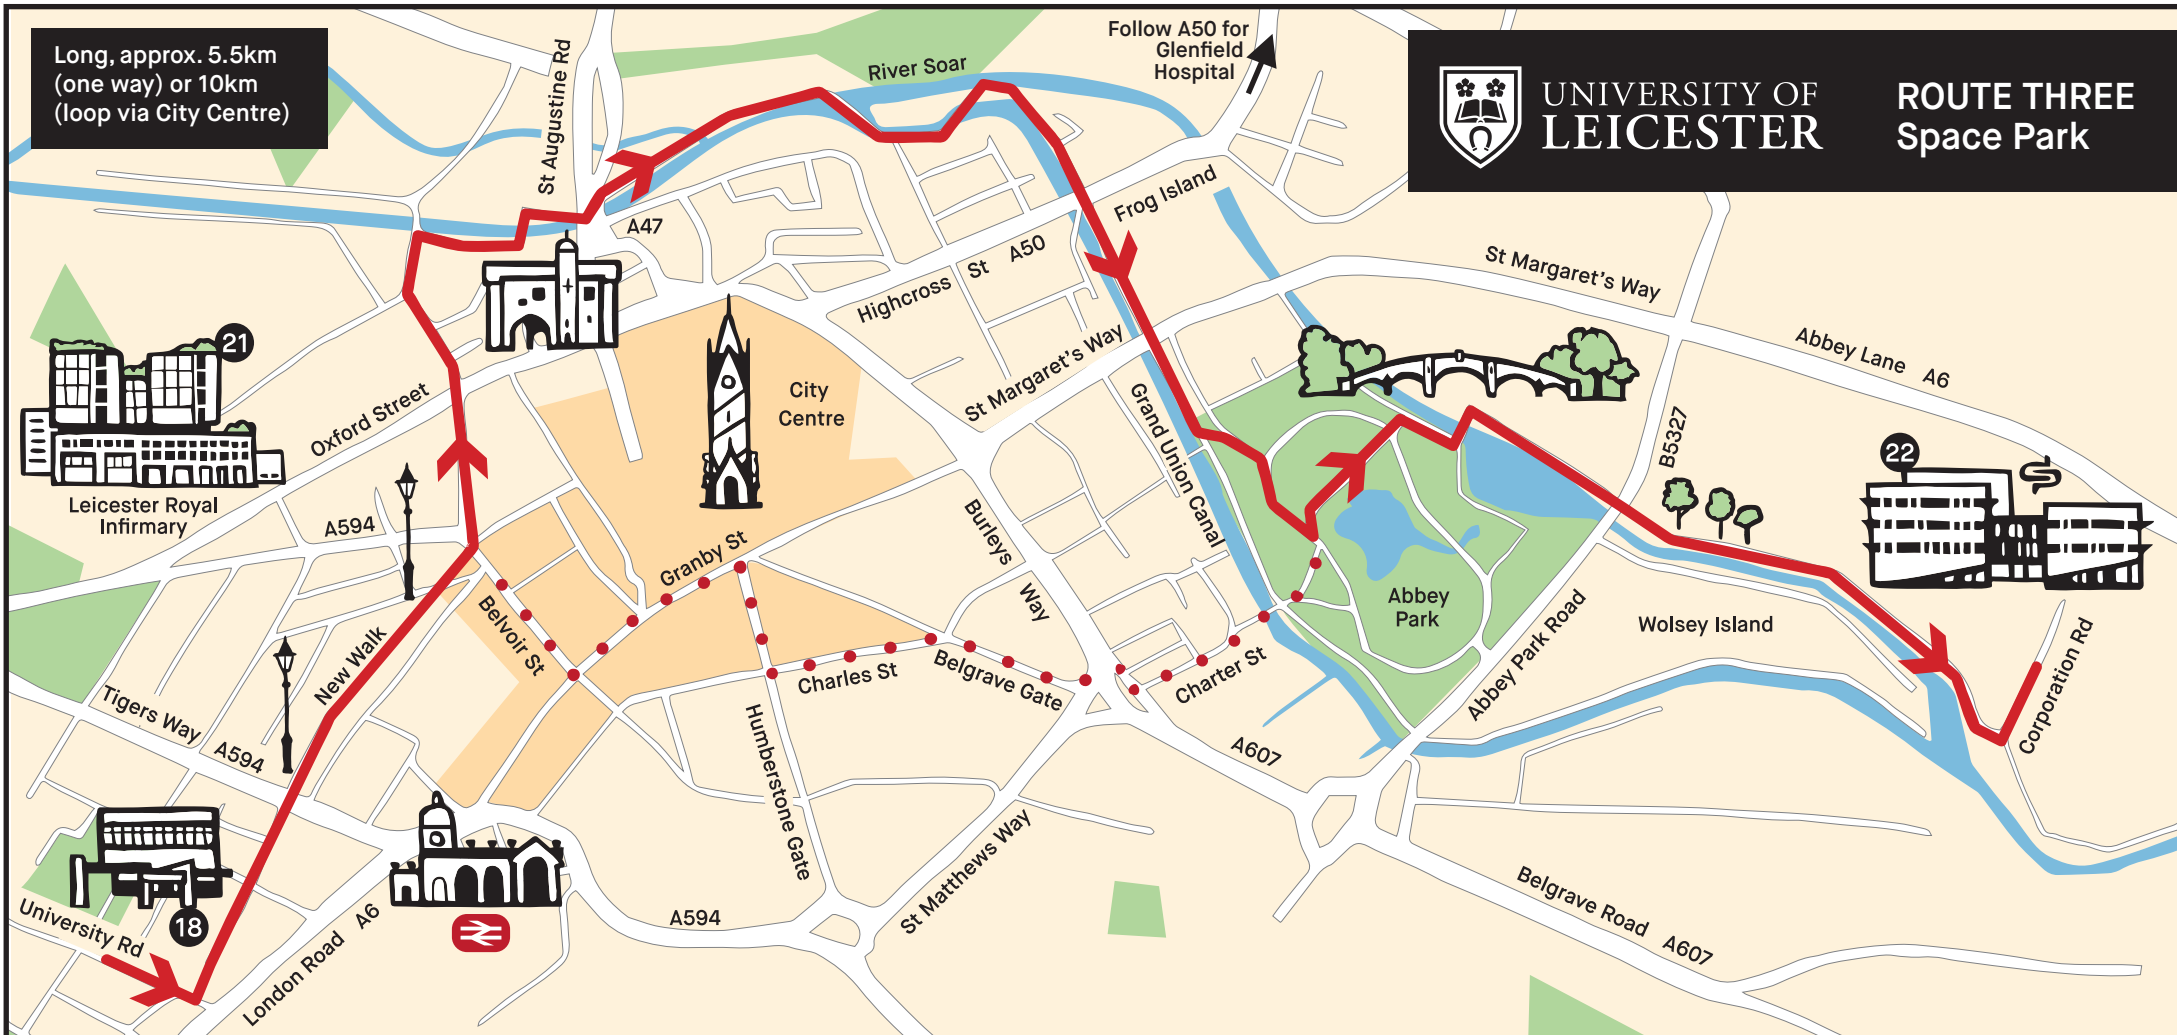 Long, approx. 5.5km
(one way) or 10km
(loop via City Centre)
St Augustine Rd
River Soar
Follow A50 for
Glenfield
Hospital
UNIVERSITY OF
LEICESTER
ROUTE THREE
Space Park
A47
Frog Island
Highcross St A50
St Margaret's Way
St Margaret's Way
Abbey Lane A6
21
Leicester Royal
Infirmary
Oxford Street
City
Centre
Grand Union Canal
B5327
22
A594
Granby St
Burleys Way
Abbey
Park
Abbey Park Road
Wolsey Island
Corporation Rd
New Walk
Belvoir St
Charles St
Belgrave Gate
Charter St
Tigers Way A594
Humberstone Gate
A607
St Matthews Way
18
University Rd
London Road A6
A594
Belgrave Road A607